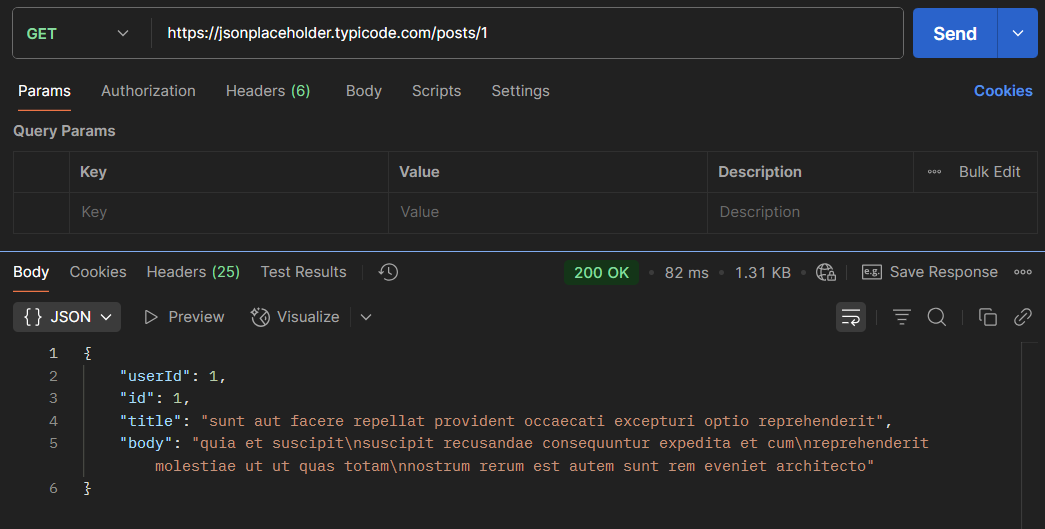 GET https://jsonplaceholder.typicode.com/posts/1 Send
Params Authorization Headers (6) Body Scripts Settings Cookies
Query Params
Key Value Description Bulk Edit
Key Value Description
Body Cookies Headers (25) Test Results 200 OK • 82 ms • 1.31 KB • e.g. Save Response
{} JSON Preview Visualize
1 {
2 "userId": 1,
3 "id": 1,
4 "title": "sunt aut facere repellat provident occaecati excepturi optio reprehenderit",
5 "body": "quia et suscipit\nsuscipit recusandae consequuntur expedita et cum\nreprehenderit
molestiae ut ut quas totam\nnostrum rerum est autem sunt rem eveniet architecto"
6 }